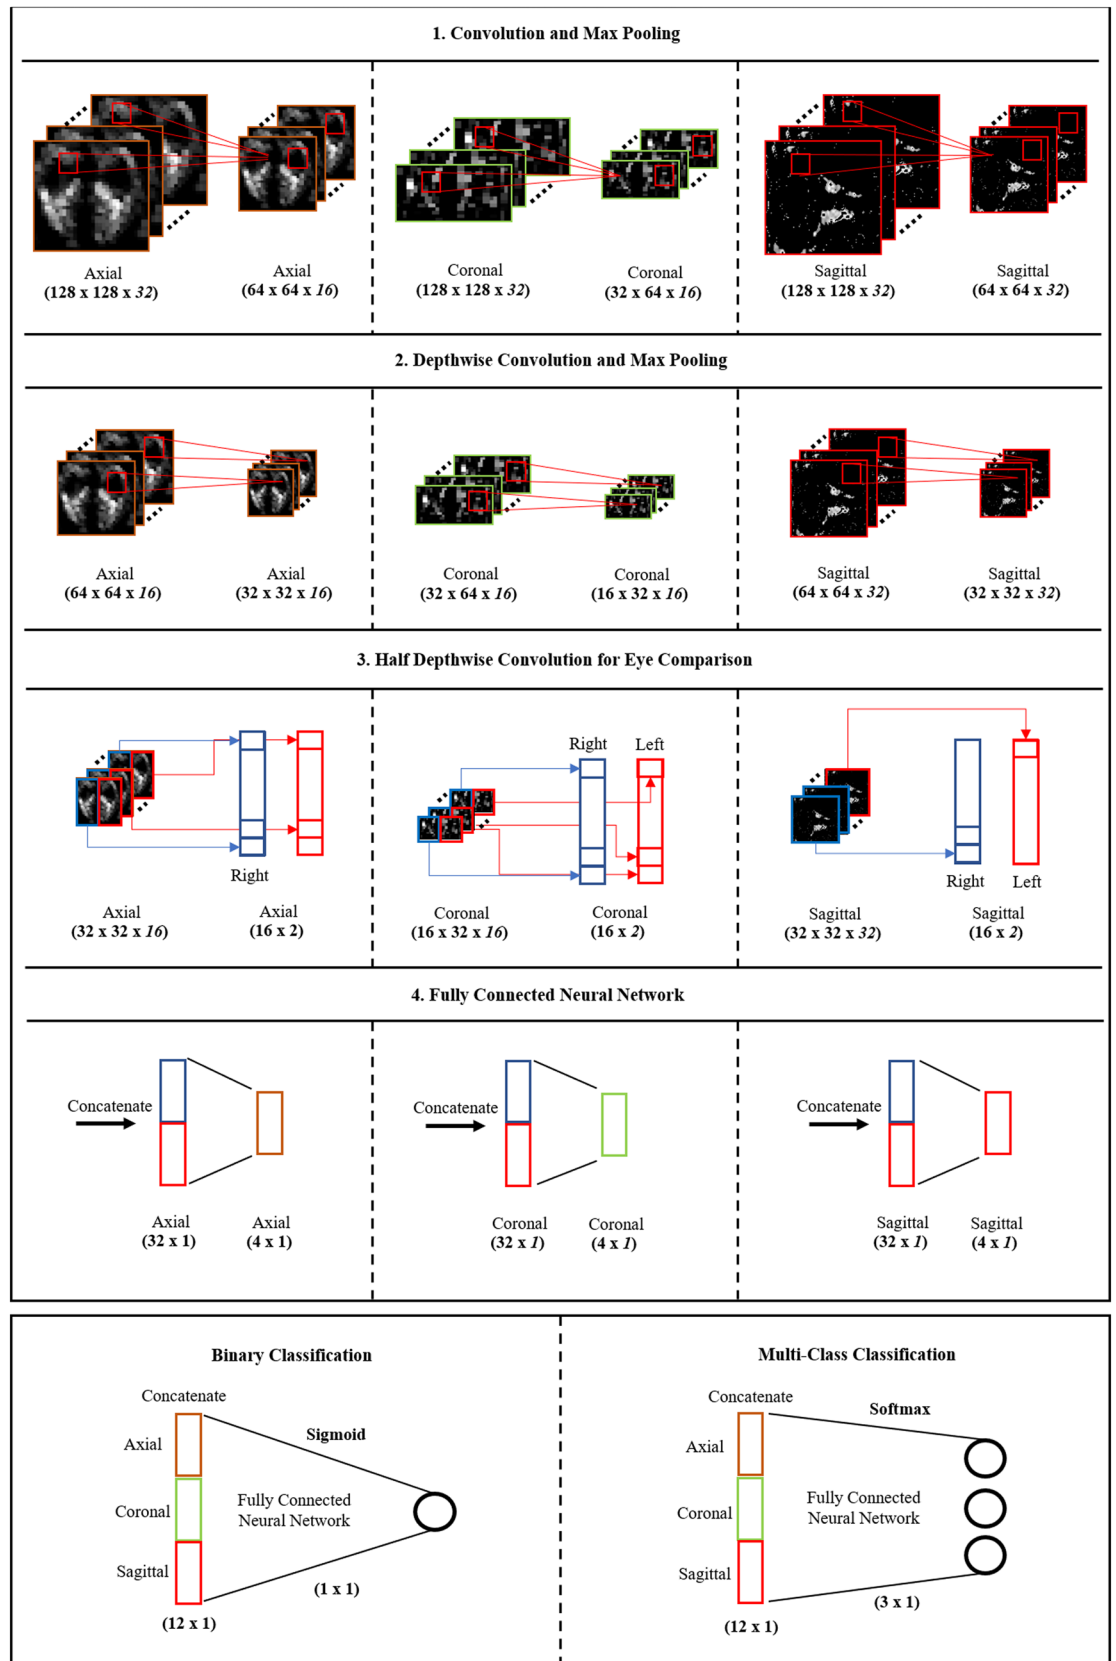 1. Convolution and Max Pooling
Axial
(128 x 128 x 32)
Axial
(64 x 64 x 16)
Coronal
(128 x 128 x 32)
Coronal
(32 x 64 x 16)
Sagittal
(128 x 128 x 32)
Sagittal
(64 x 64 x 32)
2. Depthwise Convolution and Max Pooling
Axial
(64 x 64 x 16)
Axial
(32 x 32 x 16)
Coronal
(32 x 64 x 16)
Coronal
(16 x 32 x 16)
Sagittal
(64 x 64 x 32)
Sagittal
(32 x 32 x 32)
3. Half Depthwise Convolution for Eye Comparison
Right
Axial
(32 x 32 x 16)
Axial
(16 x 2)
Right
Left
Coronal
(16 x 32 x 16)
Coronal
(16 x 2)
Right
Left
Sagittal
(32 x 32 x 32)
Sagittal
(16 x 2)
4. Fully Connected Neural Network
Concatenate
Axial
(32 x 1)
Axial
(4 x 1)
Concatenate
Coronal
(32 x 1)
Coronal
(4 x 1)
Concatenate
Sagittal
(32 x 1)
Sagittal
(4 x 1)
Binary Classification
Concatenate
Sigmoid
Axial
Coronal
Fully Connected
Neural Network
Sagittal
(1 x 1)
(12 x 1)
Multi-Class Classification
Concatenate
Softmax
Axial
Coronal
Fully Connected
Neural Network
Sagittal
(3 x 1)
(12 x 1)